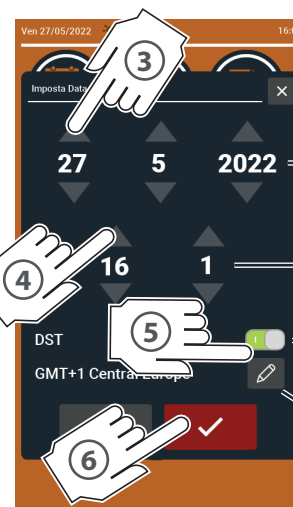 Ven 27/05/2022 16:0
3
Imposta Data
27 5 2022
4
16 1
5
DST
GMT+1 Central Europe
6